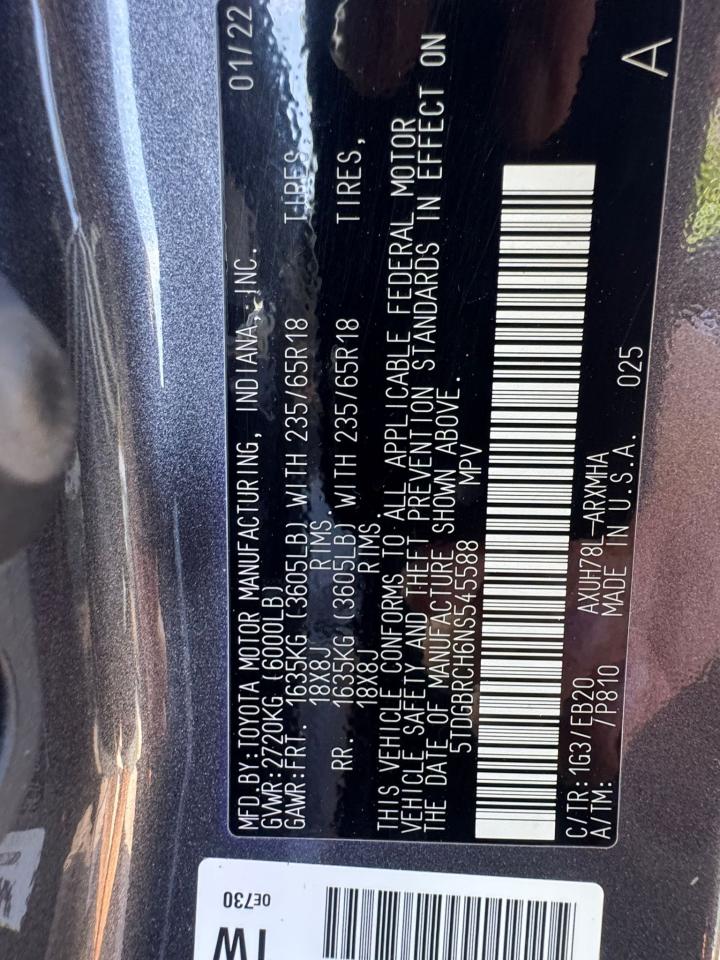 MFD.BY:TOYOTA MOTOR MANUFACTURING, INDIANA, INC. 01/22
GVWR:2720KG (6000LB)
GAWR:FRT. 1635KG (3605LB) WITH 235/65R18 TIRES,
18X8J RIMS.
RR. 1635KG (3605LB) WITH 235/65R18 TIRES,
18X8J RIMS
THIS VEHICLE CONFORMS TO ALL APPLICABLE FEDERAL MOTOR
VEHICLE SAFETY AND THEFT PREVENTION STANDARDS IN EFFECT ON
THE DATE OF MANUFACTURE SHOWN ABOVE.
5TDGBRCH6NS545588 MPV
C/TR:1G3/EB20 AXUH78L-ARXMHA 025 A
A/TM: /P810 MADE IN U.S.A.
0E730